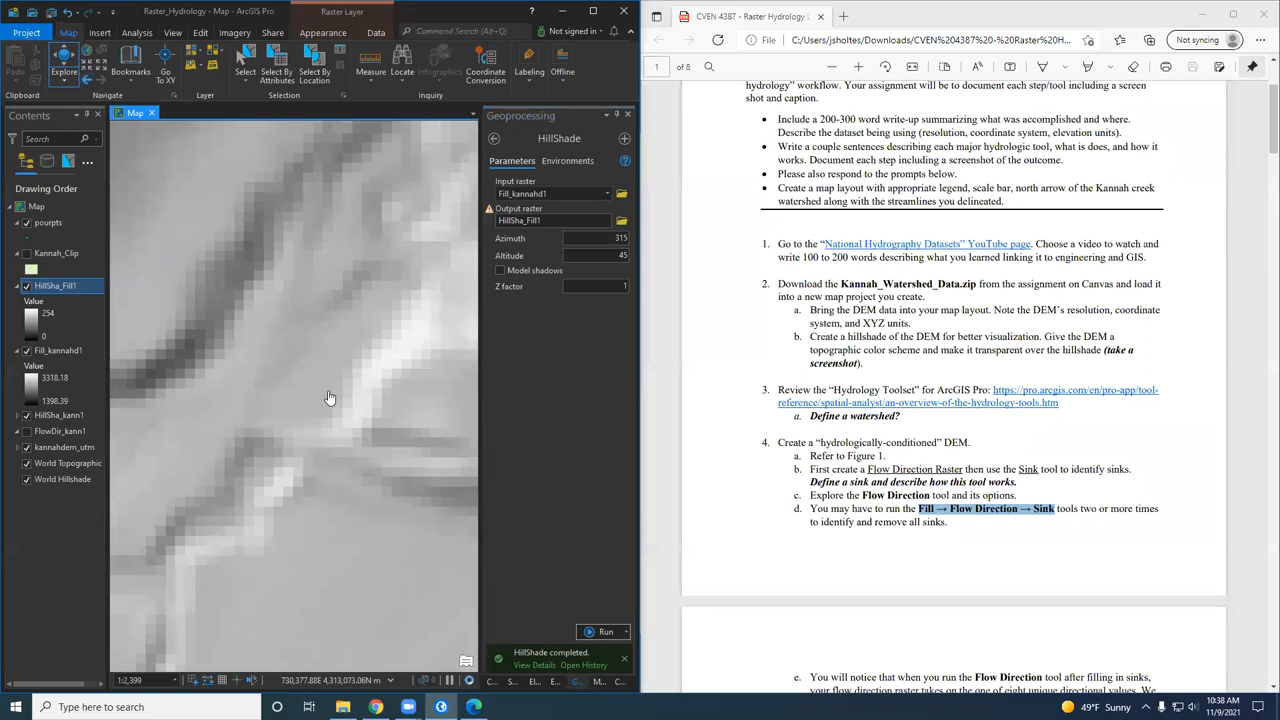 Raster_Hydrology - Map - ArcGIS Pro
Raster Layer
?
Project
Map
Insert
Analysis
View
Edit
Imagery
Share
Appearance
Data
Command Search (Alt+Q)
Not signed in
Paste
Explore
Bookmarks
Go To XY
Select
Select By Attributes
Select By Location
Measure
Locate
Infographics
Coordinate Conversion
Labeling
Offline
Clipboard
Navigate
Layer
Selection
Inquiry
Contents
Search
Drawing Order
Map
pourpts
Kannah_Clip
HillSha_Fill1
Value
254
0
Fill_kannahd1
Value
3318.18
1398.39
HillSha_kann1
FlowDir_kann1
kannahdem_utm
World Topographic
World Hillshade
Map
1:2,399
730,377.88E 4,313,073.06N m
Geoprocessing
HillShade
Parameters
Environments
Input raster
Fill_kannahd1
Output raster
HillSha_Fill1
Azimuth
315
Altitude
45
Model shadows
Z factor
1
Run
HillShade completed.
View Details Open History
C...
S...
El...
E...
G...
M...
C...
CVEN 4387 - Raster Hydrology L
File
C:/Users/jsholtes/Downloads/CVEN%204387%20-%20Raster%20H...
Not syncing
1
of 8
hydrology” workflow. Your assignment will be to document each step/tool including a screen
shot and caption.
• Include a 200-300 word write-up summarizing what was accomplished and where.
Describe the dataset being using (resolution, coordinate system, elevation units).
• Write a couple sentences describing each major hydrologic tool, what is does, and how it
works. Document each step including a screenshot of the outcome.
• Please also respond to the prompts below.
• Create a map layout with appropriate legend, scale bar, north arrow of the Kannah creek
watershed along with the streamlines you delineated.
1. Go to the “National Hydrography Datasets” YouTube page. Choose a video to watch and
write 100 to 200 words describing what you learned linking it to engineering and GIS.
2. Download the Kannah_Watershed_Data.zip from the assignment on Canvas and load it
into a new map project you create.
a. Bring the DEM data into your map layout. Note the DEM’s resolution, coordinate
system, and XYZ units.
b. Create a hillshade of the DEM for better visualization. Give the DEM a
topographic color scheme and make it transparent over the hillshade (take a
screenshot).
3 Review the “Hydrology Toolset” for ArcGIS Pro: https://pro.arcgis.com/en/pro-app/tool-
reference/spatial-analyst/an-overview-of-the-hydrology-tools.htm
a. Define a watershed?
4. Create a “hydrologically-conditioned” DEM.
a. Refer to Figure 1.
b. First create a Flow Direction Raster then use the Sink tool to identify sinks.
Define a sink and describe how this tool works.
c. Explore the Flow Direction tool and its options.
d. You may have to run the Fill → Flow Direction → Sink tools two or more times
to identify and remove all sinks.
e. You will notice that when you run the Flow Direction tool after filling in sinks,
your flow direction raster takes on the one of eight unique directional values. We
Type here to search
49°F Sunny
10:38 AM
11/9/2021